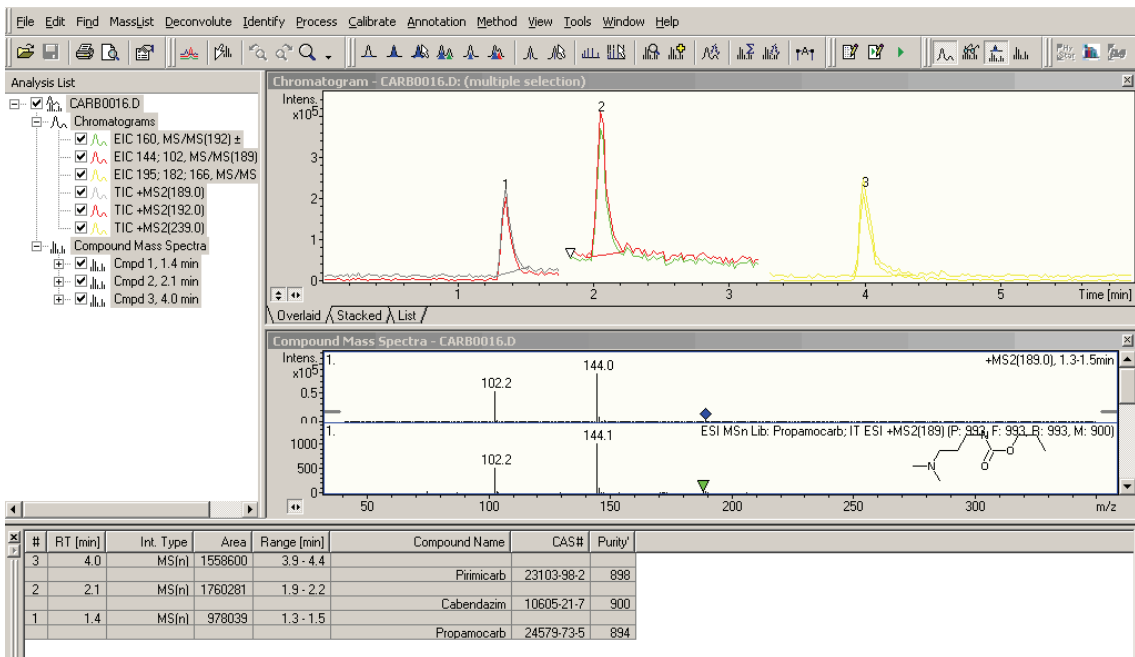 File Edit Find MassList Deconvolute Identify Process Calibrate Annotation Method View Tools Window Help
Analysis List
CARB0016.D
Chromatograms
EIC 160, MS/MS(192) ±
EIC 144; 102, MS/MS(189)
EIC 195; 182; 166, MS/MS
TIC +MS2(189.0)
TIC +MS2(192.0)
TIC +MS2(239.0)
Compound Mass Spectra
Cmpd 1, 1.4 min
Cmpd 2, 2.1 min
Cmpd 3, 4.0 min
Chromatogram - CARB0016.D: (multiple selection)
Intens.
x10⁵
3
2
1
0
1
2
3
1 2 3 4 5 Time [min]
Overlaid Stacked List
Compound Mass Spectra - CARB0016.D
Intens.
x10⁵
0.5
0.0
1. +MS2(189.0), 1.3-1.5min
102.2 144.0
1. ESI MSn Lib: Propamocarb; IT ESI +MS2(189) (P: 993, F: 993, R: 993, M: 900)
1000
500
0
102.2 144.1
N N O O
50 100 150 200 250 300 m/z
# RT [min] Int. Type Area Range [min] Compound Name CAS# Purity'
3 4.0 MS(n) 1558600 3.9 - 4.4
Pirimicarb 23103-98-2 898
2 2.1 MS(n) 1760281 1.9 - 2.2
Cabendazim 10605-21-7 900
1 1.4 MS(n) 978039 1.3 - 1.5
Propamocarb 24579-73-5 894